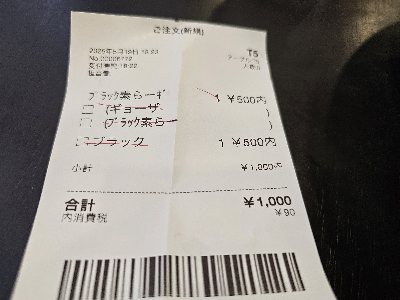 ご注文(新規)
T5
ブラック素らーギ 1 ¥500内
(ギョーザ
)
(ブラック素らー
)
ブラック 1 ¥500内
小計 ¥1,000
合計 ¥1,000
内消費税 ¥90